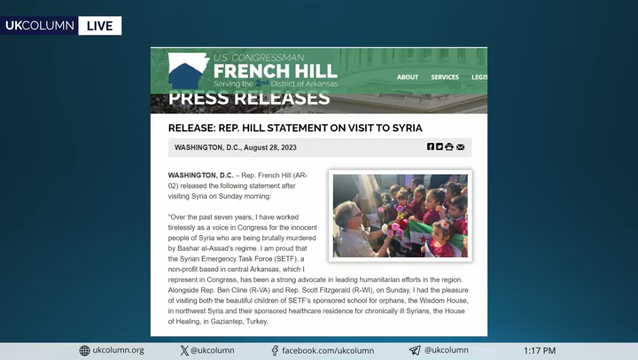 UKCOLUMN LIVE
U.S. CONGRESSMAN
FRENCH HILL
Serving the 2nd District of Arkansas
ABOUT SERVICES LEGIS
PRESS RELEASES
RELEASE: REP. HILL STATEMENT ON VISIT TO SYRIA
WASHINGTON, D.C., August 28, 2023
WASHINGTON, D.C. – Rep. French Hill (AR-
02) released the following statement after
visiting Syria on Sunday morning:
“Over the past seven years, I have worked
tirelessly as a voice in Congress for the innocent
people of Syria who are being brutally murdered
by Bashar al-Assad's regime. I am proud that
the Syrian Emergency Task Force (SETF), a
non-profit based in central Arkansas, which I
represent in Congress, has been a strong advocate in leading humanitarian efforts in the region.
Alongside Rep. Ben Cline (R-VA) and Rep. Scott Fitzgerald (R-WI), on Sunday, I had the pleasure
of visiting both the beautiful children of SETF's sponsored school for orphans, the Wisdom House,
in northwest Syria and their sponsored healthcare residence for chronically ill Syrians, the House
of Healing, in Gaziantep, Turkey.
ukcolumn.org @ukcolumn facebook.com/ukcolumn @ukcolumn 1:17 PM